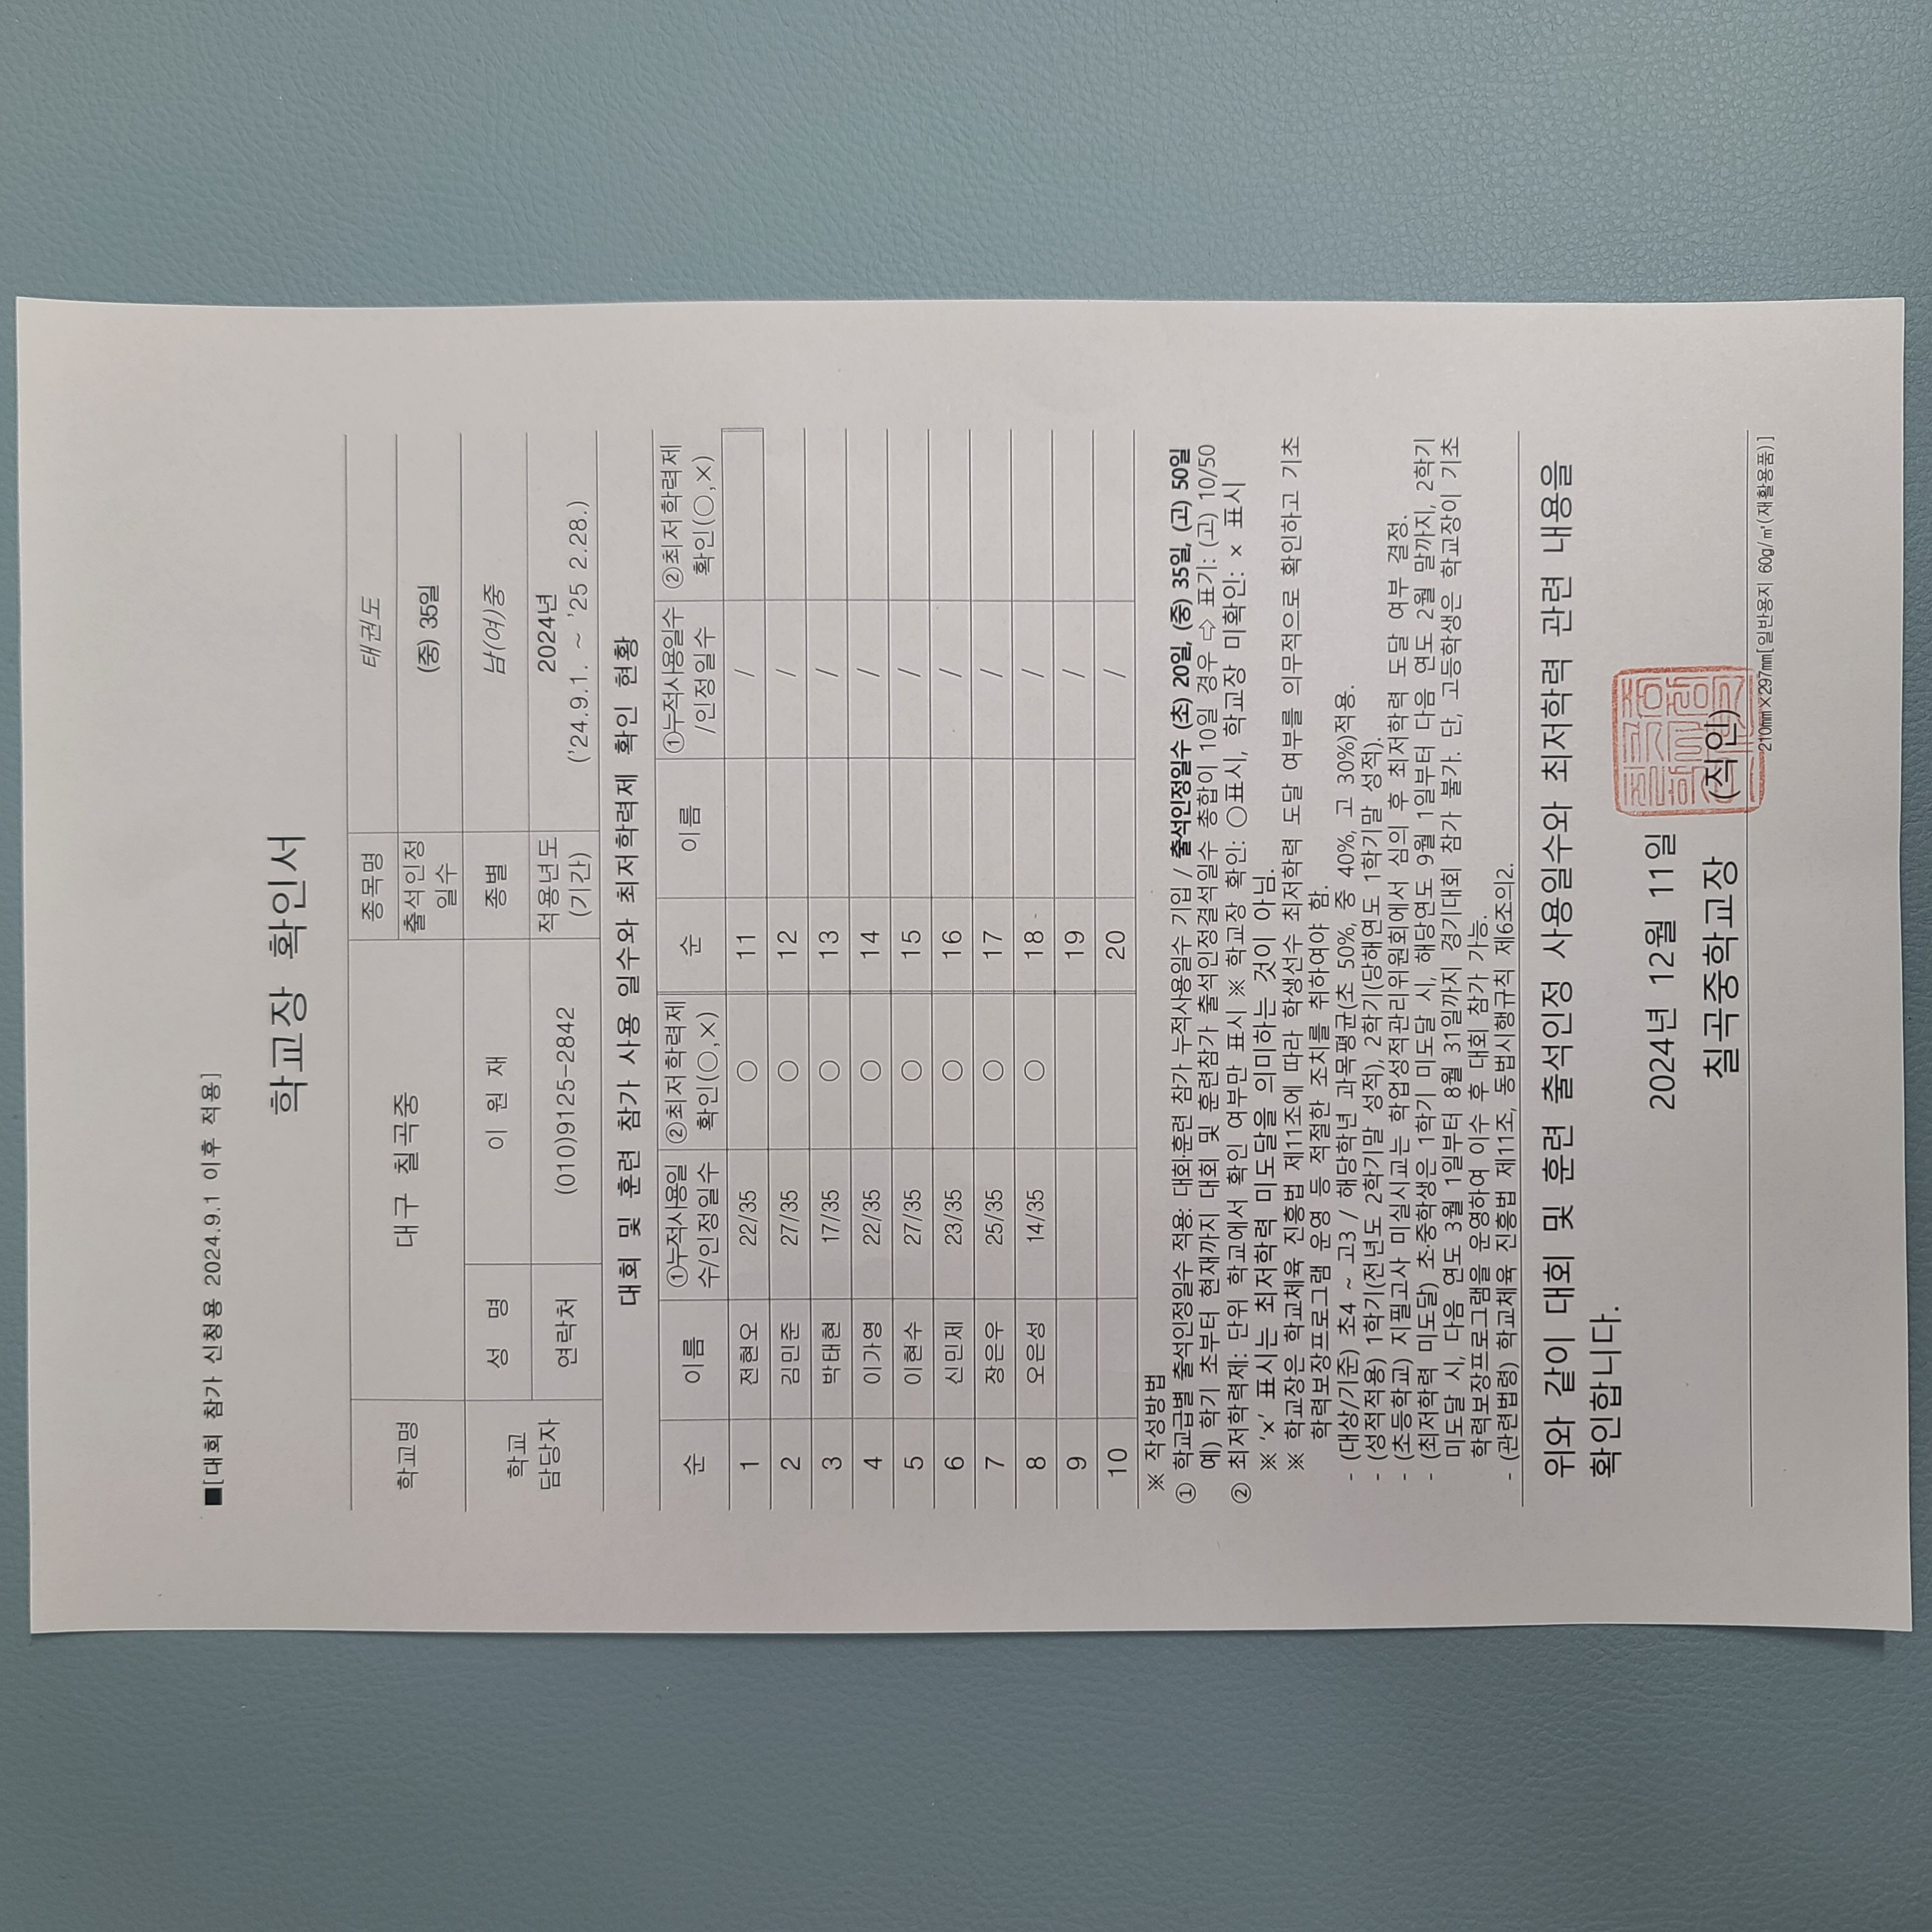 ■[대회 참가 신청용 2024.9.1 이후 적용]
학교장 확인서
학교명 대구 칠곡중 종목명 태권도
출석인정 일수 (중) 35일
학교 담당자 성 명 이 원 재 종별 남(여)중
연락처 (010)9125-2842 적용년도 (기간) 2024년 ('24.9.1. ~ '25 2.28.)
대회 및 훈련 참가 사용 일수와 최저학력제 확인 현황
순 이름 ①누적사용일수/인정일수 ②최저학력제 확인(○,×) 순 이름 ①누적사용일수/인정일수 ②최저학력제 확인(○,×)
1 전현오 22/35 ○ 11 /
2 김민준 27/35 ○ 12 /
3 박태현 17/35 ○ 13 /
4 이가영 22/35 ○ 14 /
5 이현수 27/35 ○ 15 /
6 신민제 23/35 ○ 16 /
7 장은우 25/35 ○ 17 /
8 오은성 14/35 ○ 18 /
9 19 /
10 20 /
※ 작성방법
① 학교급별 출석인정일수 적용: 대회·훈련 참가 누적사용일수 기입 / 출석인정일수 (초) 20일, (중) 35일, (고) 50일
예) 학기 초부터 현재까지 대회 및 훈련참가 출석인정결석일수 총합이 10일 경우 ⇨ 표기: (고) 10/50
② 최저학력제: 단위 학교에서 확인 여부만 표시 ※ 학교장 확인: ○표시, 학교장 미확인: × 표시
※ '×' 표시는 최저학력 미도달을 의미하는 것이 아님.
※ 학교장은 학교체육 진흥법 제11조에 따라 학생선수 최저학력 도달 여부를 의무적으로 확인하고 기초
학력보장프로그램 운영 등 적절한 조치를 취하여야 함.
- (대상/기준) 초4 ~ 고3 / 해당학년 과목평균(초 50%, 중 40%, 고 30%)적용.
- (성적적용) 1학기(전년도 2학기말 성적), 2학기(당해연도 1학기말 성적).
- (초등학교) 지필고사 미실시교는 학업성적관리위원회에서 심의 후 최저학력 도달 여부 결정.
- (최저학력 미도달) 초·중학생은 1학기 미도달 시, 해당연도 9월 1일부터 다음 연도 2월 말까지, 2학기
미도달 시, 다음 연도 3월 1일부터 8월 31일까지 경기대회 참가 불가. 단, 고등학생은 학교장이 기초
학력보장프로그램을 운영하여 이수 후 대회 참가 가능.
- (관련법령) 학교체육 진흥법 제11조, 동법시행규칙 제6조의2.
위와 같이 대회 및 훈련 출석인정 사용일수와 최저학력 관련 내용을
확인합니다.
2024년 12월 11일
칠곡중학교장 (직인)
210㎜×297㎜[일반용지 60g/㎡(재활용품)]